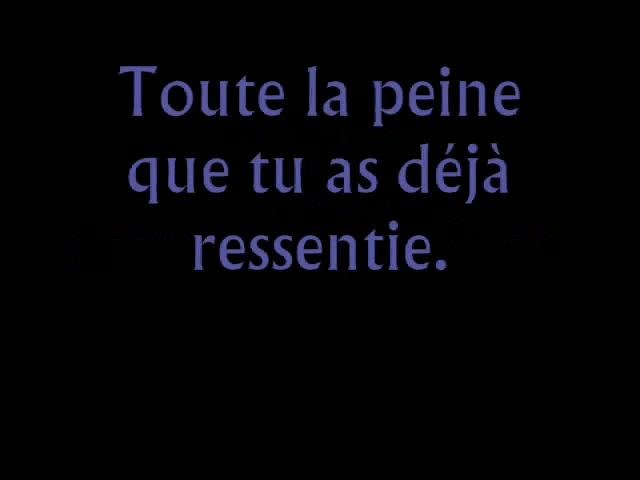 Toute la peine
que tu as déjà
ressentie.